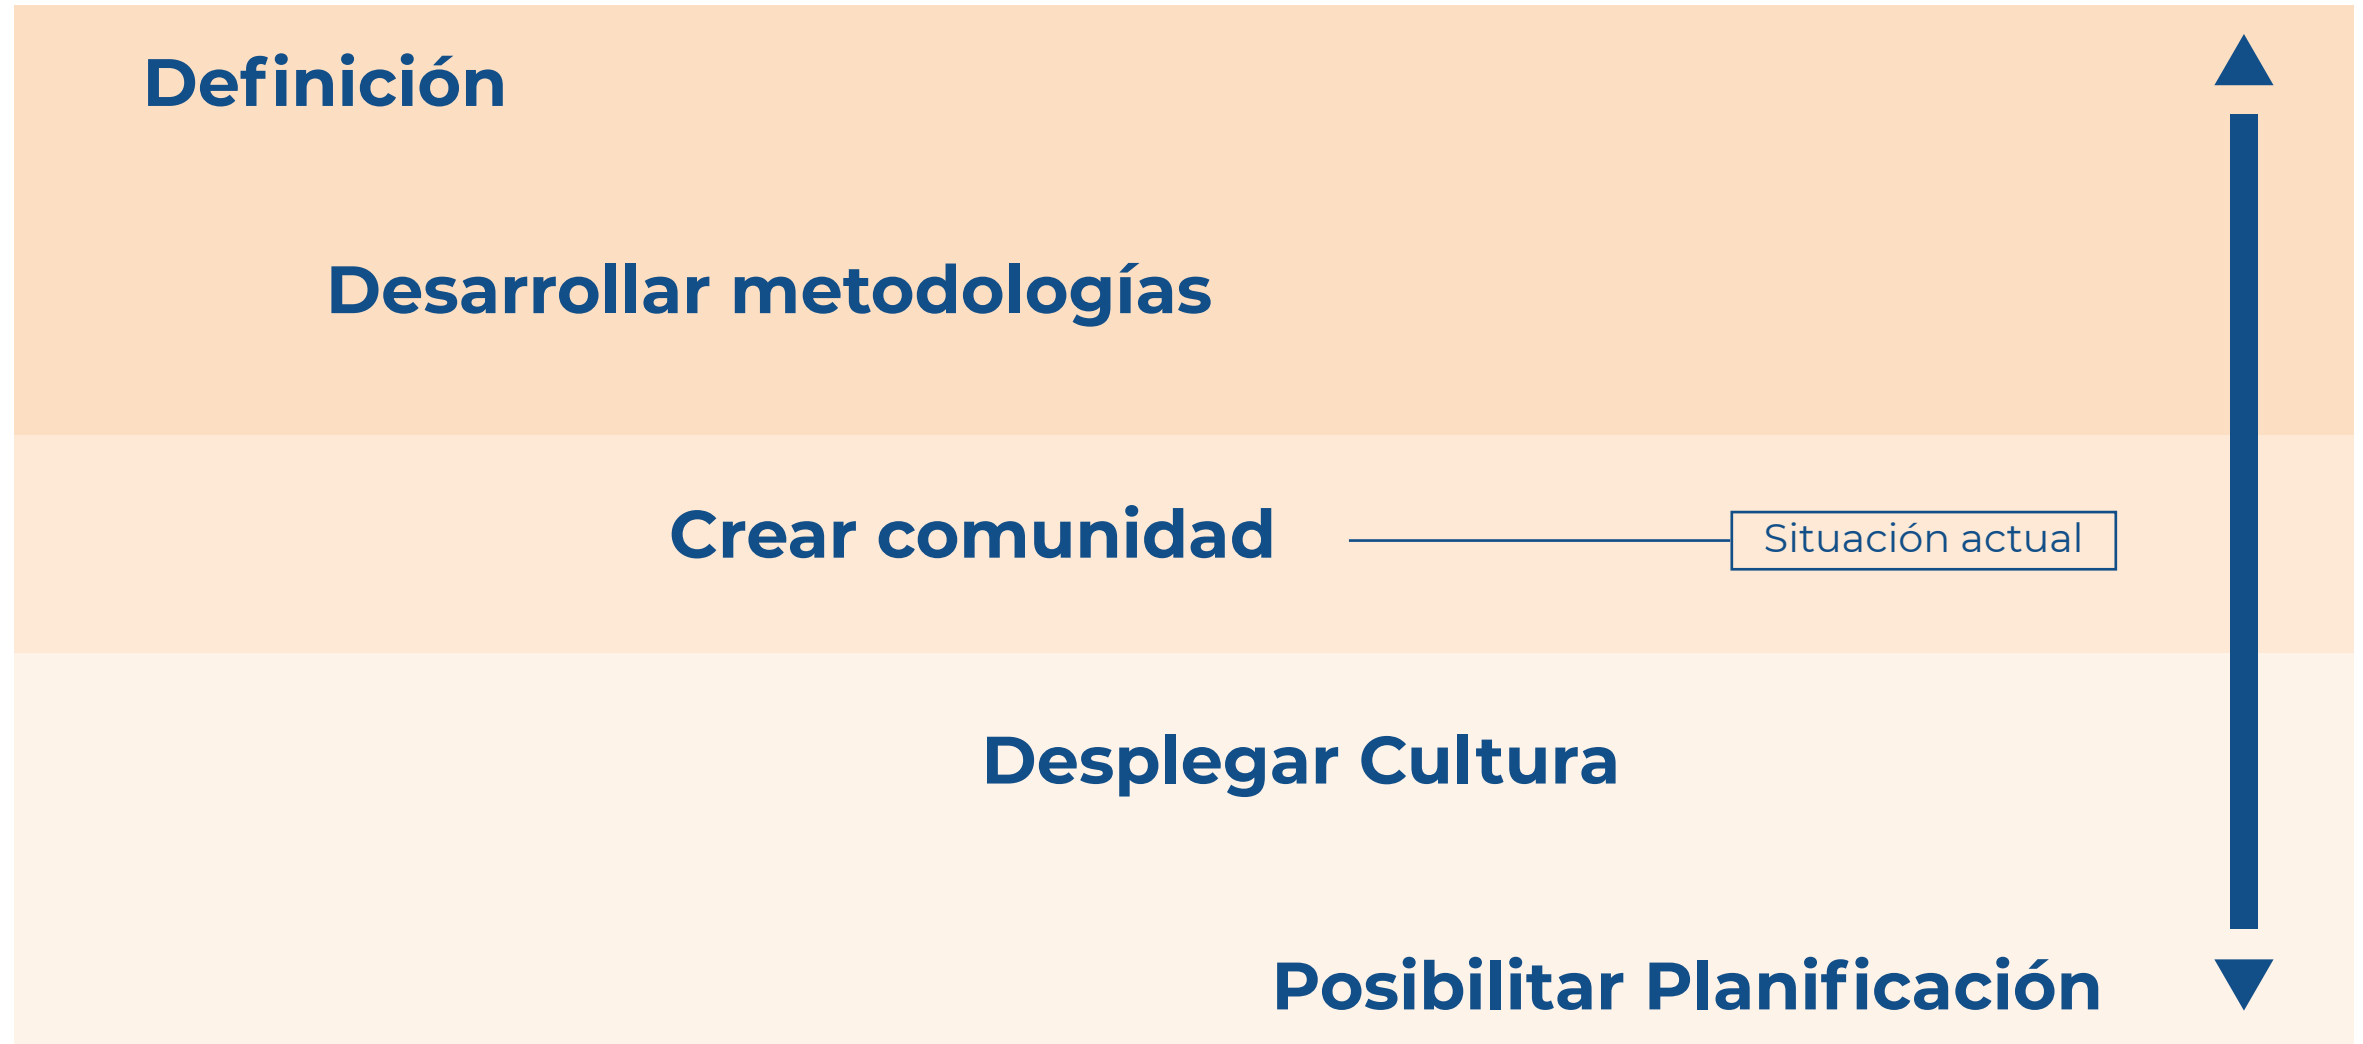 Definición
Desarrollar metodologías
Crear comunidad
Situación actual
Desplegar Cultura
Posibilitar Planificación